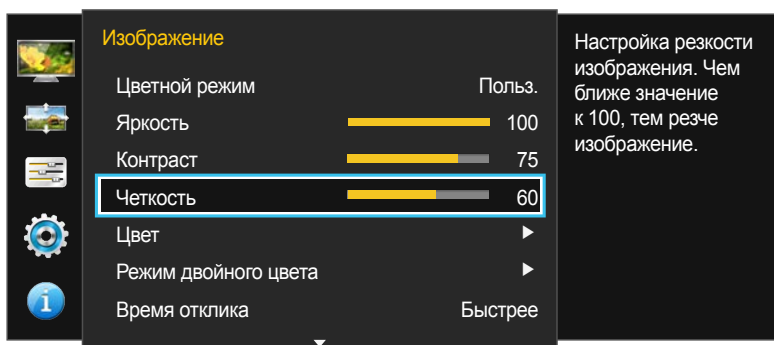 Изображение
Цветной режим Польз.
Яркость 100
Контраст 75
Четкость 60
Цвет
Режим двойного цвета
Время отклика Быстрее
Настройка резкости
изображения. Чем
ближе значение
к 100, тем резче
изображение.